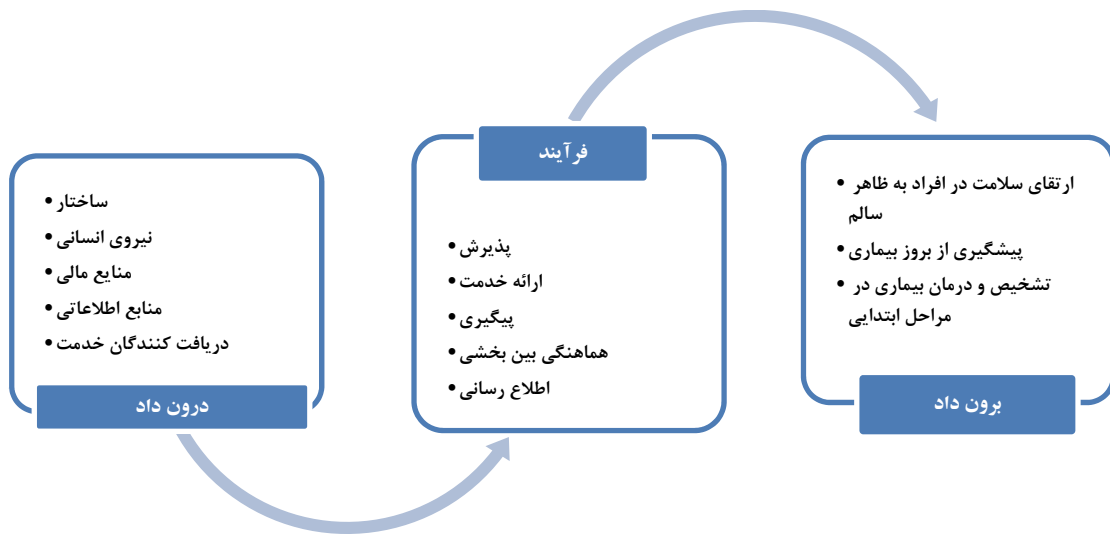 • ساختار
• نیروی انسانی
• منایع مالی
• منابع اطلاعاتی
• دریافت کنندگان خدمت
درون داد
فرآیند
• پذیرش
• ارائه خدمت
• پیگیری
• هماهنگی بین بخشی
• اطلاع رسانی
• ارتقای سلامت در افراد به ظاهر
سالم
• پیشگیری از بروز بیماری
• تشخیص و درمان بیماری در
مراحل ابتدایی
برون داد